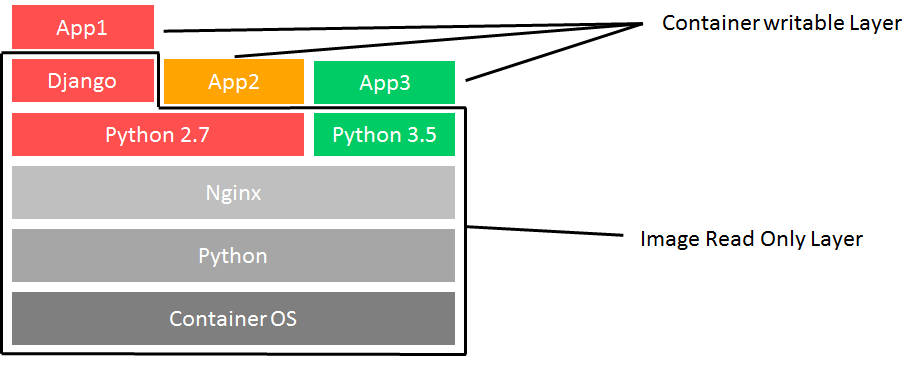 App1
Container writable Layer
Django
App2
App3
Python 2.7
Python 3.5
Nginx
Image Read Only Layer
Python
Container OS